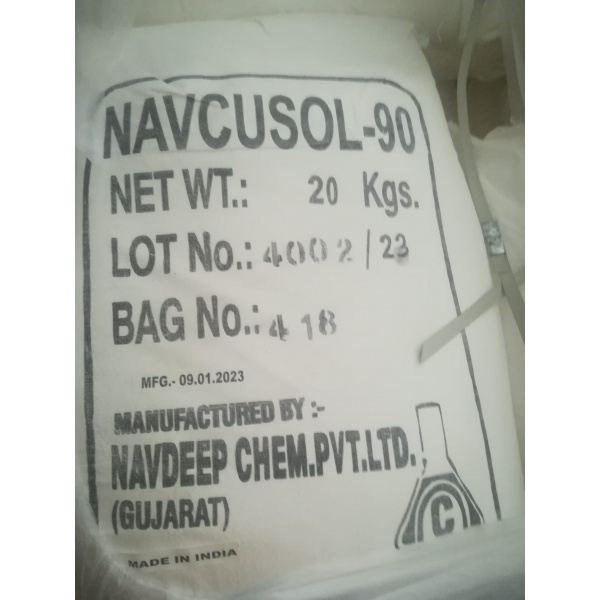 NAVCUSOL-90
NET WT.: 20 Kgs.
LOT No.: 4002/23
BAG No.: 418
MFG.- 09.01.2023
MANUFACTURED BY :-
NAVDEEP CHEM.PVT.LTD.
(GUJARAT)
C
MADE IN INDIA